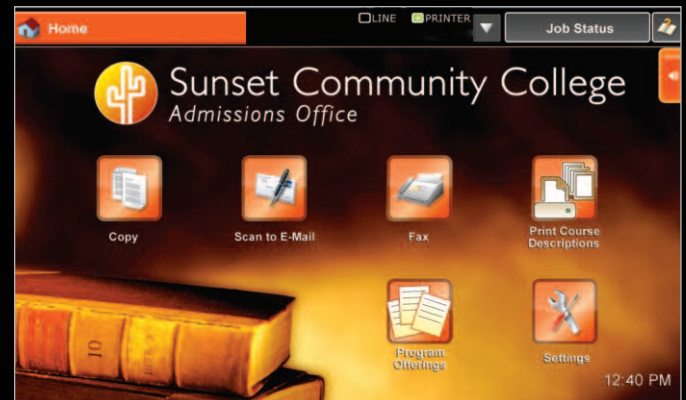 Home
LINE PRINTER
Job Status
Sunset Community College
Admissions Office
Copy
Scan to E-Mail
Fax
Print Course
Descriptions
10
Program
Offerings
Settings
12:40 PM